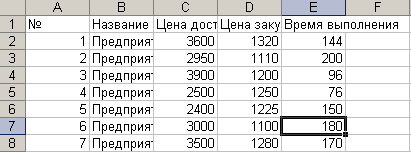 A B C D E F
1 № Название Цена дост Цена заку Время выполнения
2 1 Предприят 3600 1320 144
3 2 Предприят 2950 1110 200
4 3 Предприят 3900 1200 96
5 4 Предприят 2500 1250 76
6 5 Предприят 2400 1225 150
7 6 Предприят 3000 1100 180
8 7 Предприят 3500 1280 170